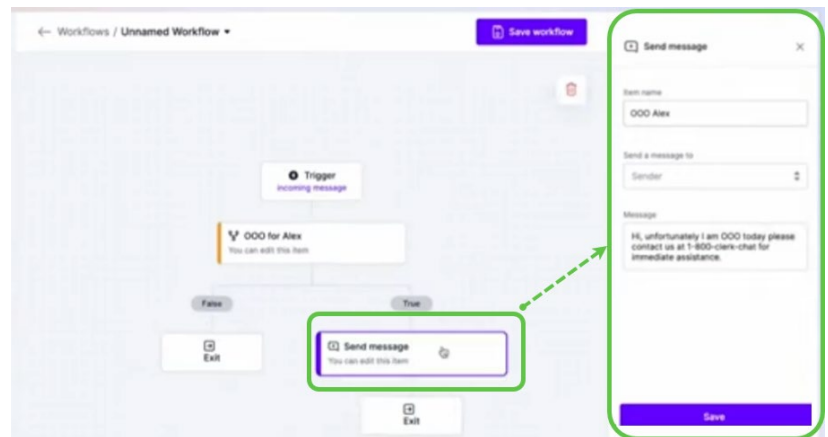 ← Workflows / Unnamed Workflow
Save workflow
Trigger
incoming message
OOO for Alex
You can edit this item
False
True
Exit
Send message
You can edit this item
Exit
Send message
Item name
OOO Alex
Send a message to
Sender
Message
Hi, unfortunately I am OOO today please
contact us at 1-800-clerk-chat for
immediate assistance.
Save